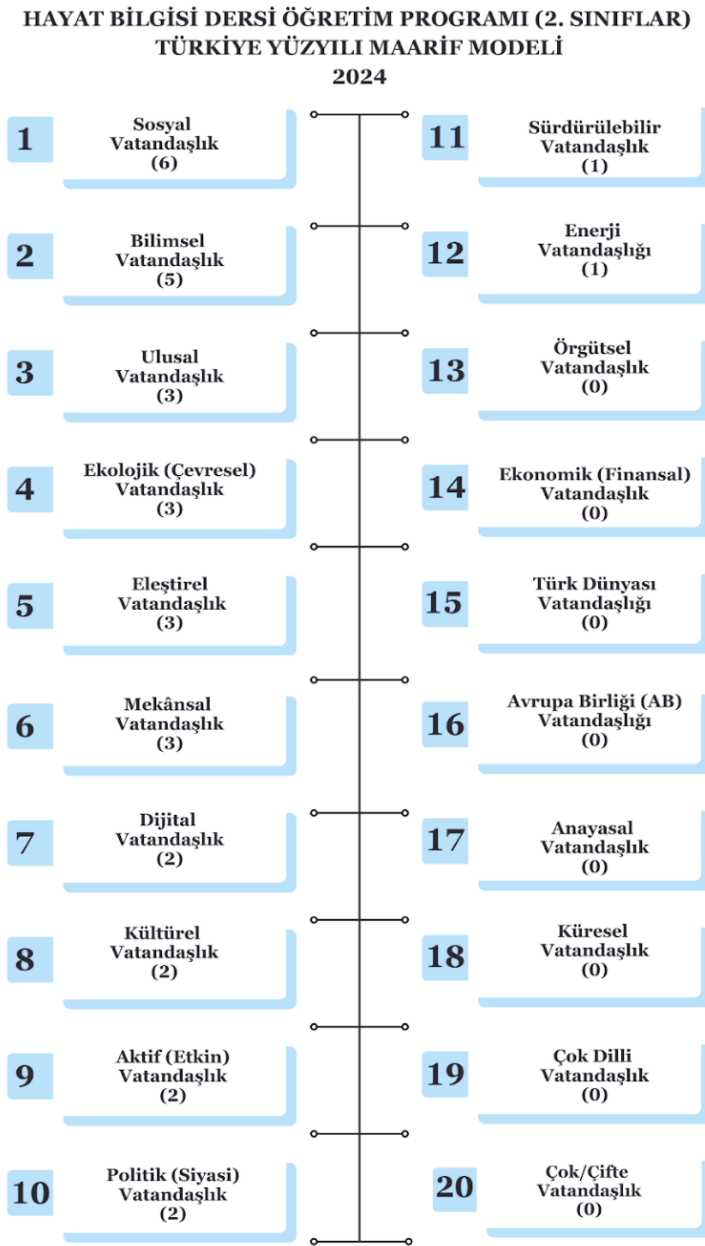 HAYAT BİLGİSİ DERSİ ÖĞRETİM PROGRAMI (2. SINIFLAR)
TÜRKİYE YÜZYILI MAARİF MODELİ
2024
1
Sosyal
Vatandaşlık
(6)
2
Bilimsel
Vatandaşlık
(5)
3
Ulusal
Vatandaşlık
(3)
4
Ekolojik (Çevresel)
Vatandaşlık
(3)
5
Eleştirel
Vatandaşlık
(3)
6
Mekânsal
Vatandaşlık
(3)
7
Dijital
Vatandaşlık
(2)
8
Kültürel
Vatandaşlık
(2)
9
Aktif (Etkin)
Vatandaşlık
(2)
10
Politik (Siyasi)
Vatandaşlık
(2)
11
Sürdürülebilir
Vatandaşlık
(1)
12
Enerji
Vatandaşlığı
(1)
13
Örgütsel
Vatandaşlık
(0)
14
Ekonomik (Finansal)
Vatandaşlık
(0)
15
Türk Dünyası
Vatandaşlığı
(0)
16
Avrupa Birliği (AB)
Vatandaşlığı
(0)
17
Anayasal
Vatandaşlık
(0)
18
Küresel
Vatandaşlık
(0)
19
Çok Dilli
Vatandaşlık
(0)
20
Çok/Çifte
Vatandaşlık
(0)